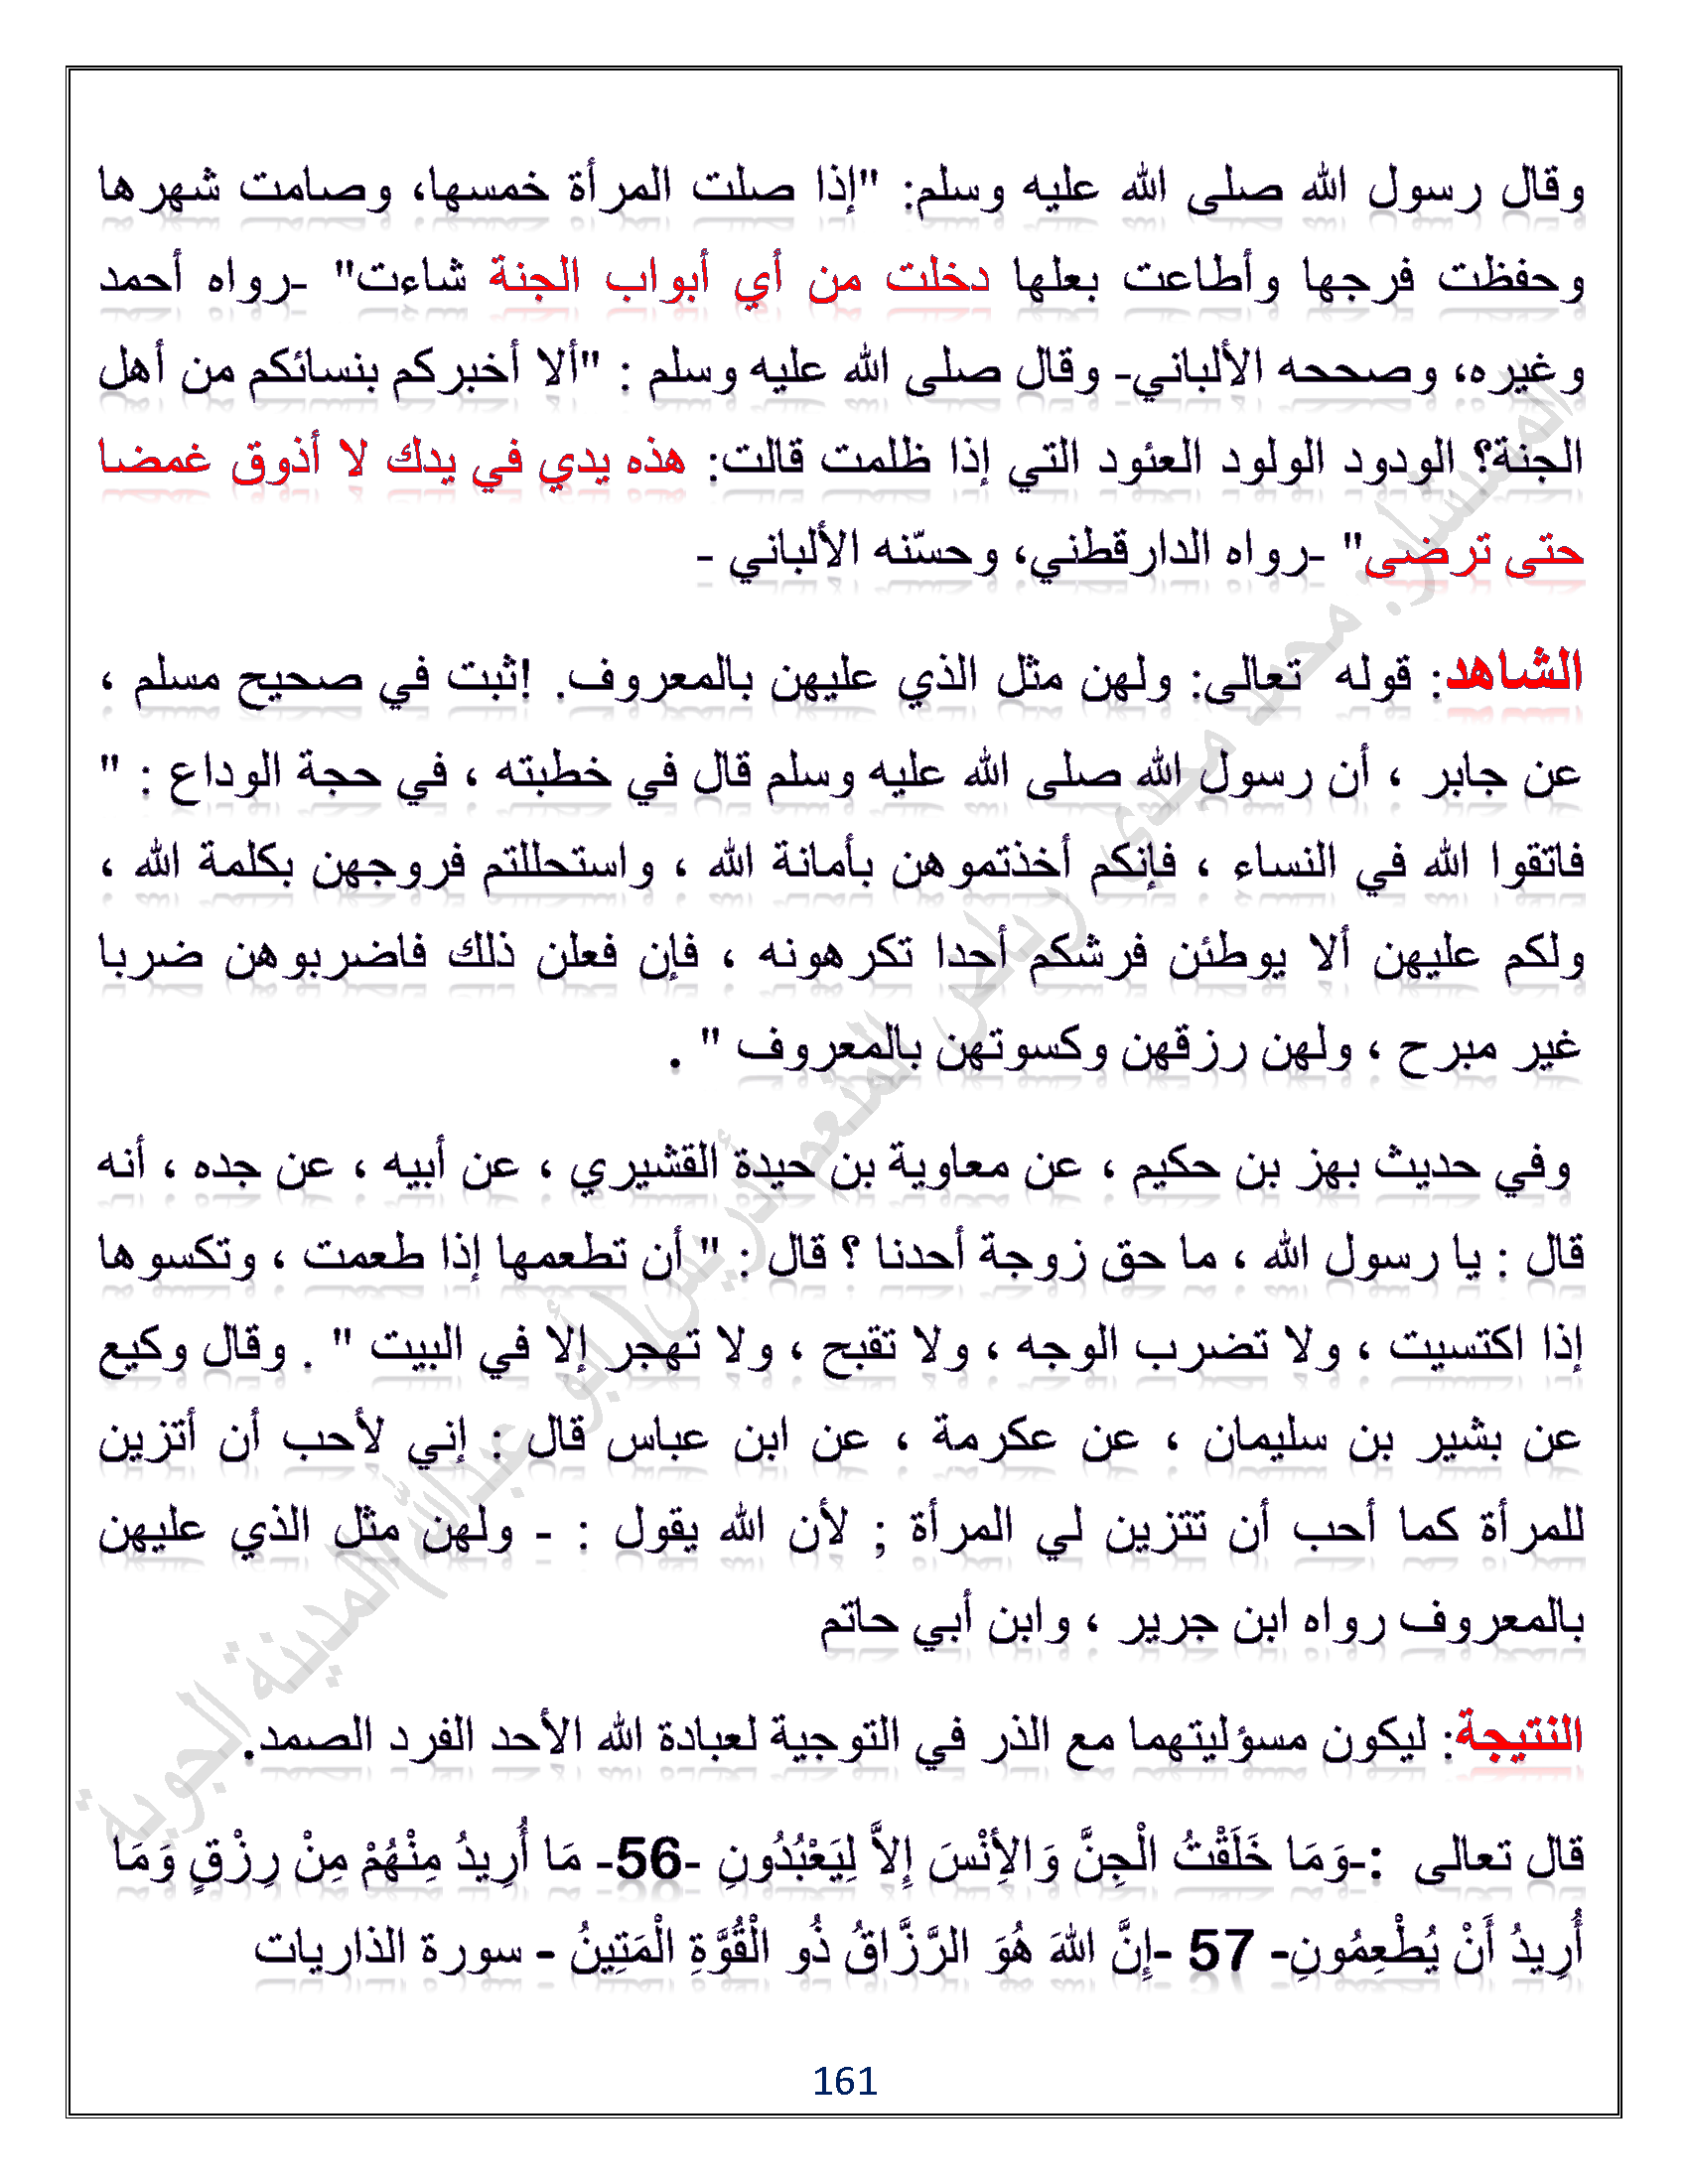 وقال رسول الله صلى الله عليه وسلم: "إذا صلت المرأة خمسها، وصامت شهرها
وحفظت فرجها وأطاعت بعلها دخلت من أي أبواب الجنة شاءت" -رواه أحمد
وغيره، وصححه الألباني- وقال صلى الله عليه وسلم : "ألا أخبركم بنسائكم من أهل
الجنة؟ الودود الولود العئود التي إذا ظلمت قالت: هذه يدي في يدك لا أذوق غمضا
حتى ترضى" -رواه الدارقطني، وحسّنه الألباني -
الشاهد: قوله تعالى: ولهن مثل الذي عليهن بالمعروف. !ثبت في صحيح مسلم ،
عن جابر ، أن رسول الله صلى الله عليه وسلم قال في خطبته ، في حجة الوداع : "
فاتقوا الله في النساء ، فإنكم أخذتموهن بأمانة الله ، واستحللتم فروجهن بكلمة الله ،
ولكم عليهن ألا يوطئن فرشكم أحدا تكرهونه ، فإن فعلن ذلك فاضربوهن ضربا
غير مبرح ، ولهن رزقهن وكسوتهن بالمعروف " .
وفي حديث بهز بن حكيم ، عن معاوية بن حيدة القشيري ، عن أبيه ، عن جده ، أنه
قال : يا رسول الله ، ما حق زوجة أحدنا ؟ قال : " أن تطعمها إذا طعمت ، وتكسوها
إذا اكتسيت ، ولا تضرب الوجه ، ولا تقبح ، ولا تهجر إلا في البيت " . وقال وكيع
عن بشير بن سليمان ، عن عكرمة ، عن ابن عباس قال : إني لأحب أن أتزين
للمرأة كما أحب أن تتزين لي المرأة ; لأن الله يقول : - ولهن مثل الذي عليهن
بالمعروف رواه ابن جرير ، وابن أبي حاتم
النتيجة: ليكون مسؤليتهما مع الذر في التوجية لعبادة الله الأحد الفرد الصمد.
قال تعالى :-وَمَا خَلَقْتُ الْجِنَّ وَالأِنْسَ إِلاَّ لِيَعْبُدُونِ -56- مَا أُرِيدُ مِنْهُمْ مِنْ رِزْقٍ وَمَا
أُرِيدُ أَنْ يُطْعِمُونِ- 57 -إِنَّ اللهَ هُوَ الرَّزَّاقُ ذُو الْقُوَّةِ الْمَتِينُ - سورة الذاريات
161